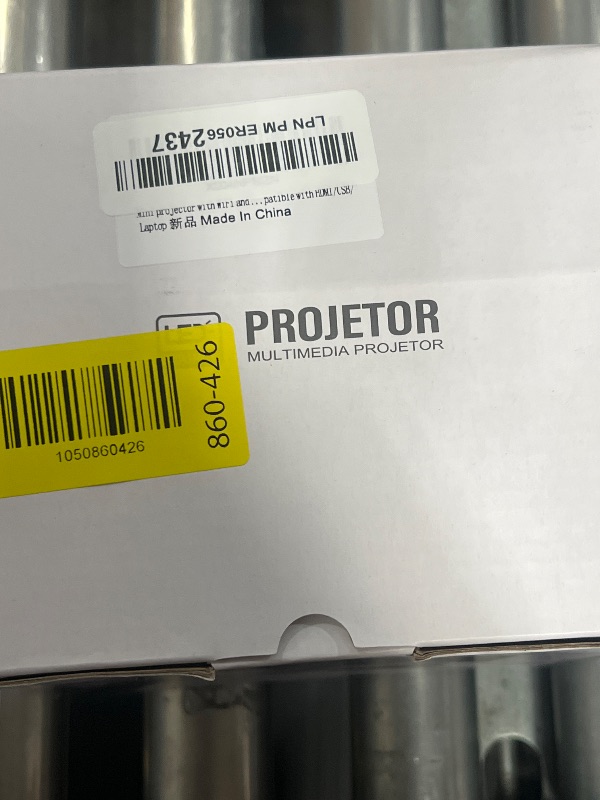 LPN PM ER0562437
Mini projector with wifi and...patible with HDMI/USB/
Laptop 新品 Made In China
PROJETOR
MULTIMEDIA PROJETOR
860-426
1050860426